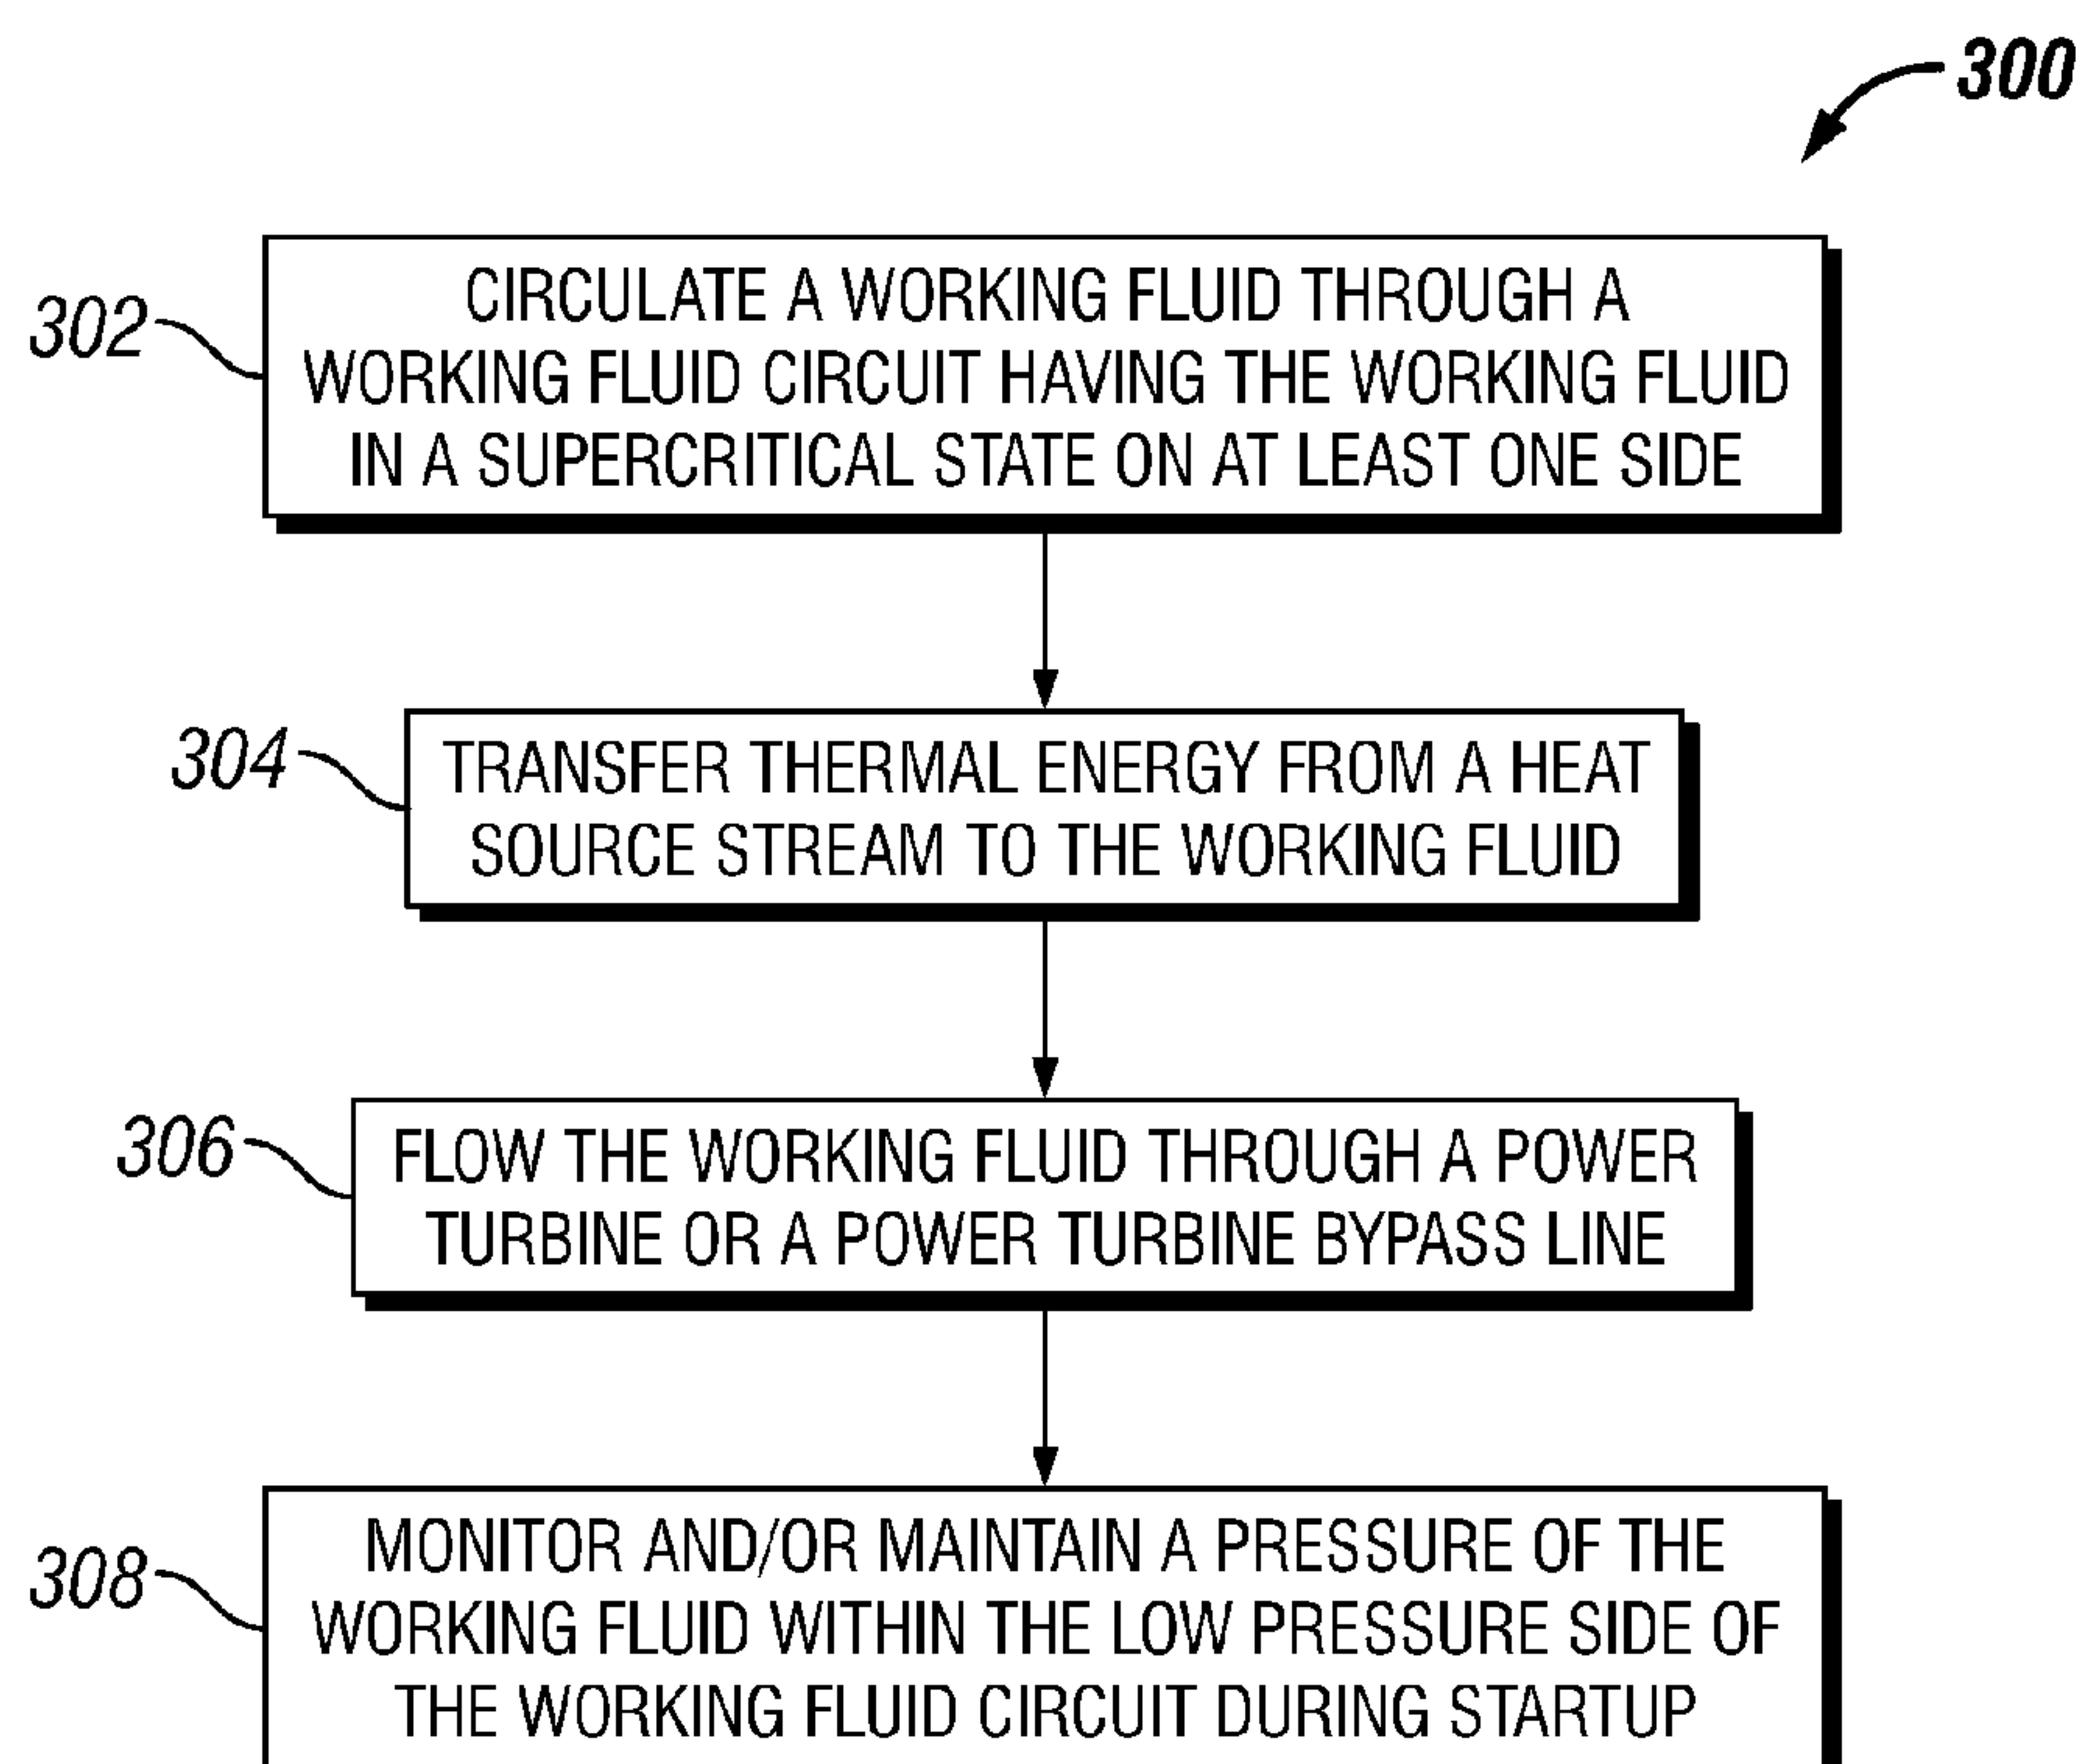 300
302
CIRCULATE A WORKING FLUID THROUGH A
WORKING FLUID CIRCUIT HAVING THE WORKING FLUID
IN A SUPERCRITICAL STATE ON AT LEAST ONE SIDE
304
TRANSFER THERMAL ENERGY FROM A HEAT
SOURCE STREAM TO THE WORKING FLUID
306
FLOW THE WORKING FLUID THROUGH A POWER
TURBINE OR A POWER TURBINE BYPASS LINE
308
MONITOR AND/OR MAINTAIN A PRESSURE OF THE
WORKING FLUID WITHIN THE LOW PRESSURE SIDE OF
THE WORKING FLUID CIRCUIT DURING STARTUP